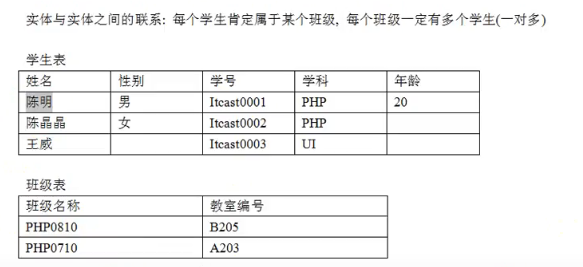 实体与实体之间的联系: 每个学生肯定属于某个班级, 每个班级一定有多个学生(一对多)
学生表
姓名 性别 学号 学科 年龄
陈明 男 Itcast0001 PHP 20
陈晶晶 女 Itcast0002 PHP
王威 Itcast0003 UI
班级表
班级名称 教室编号
PHP0810 B205
PHP0710 A203